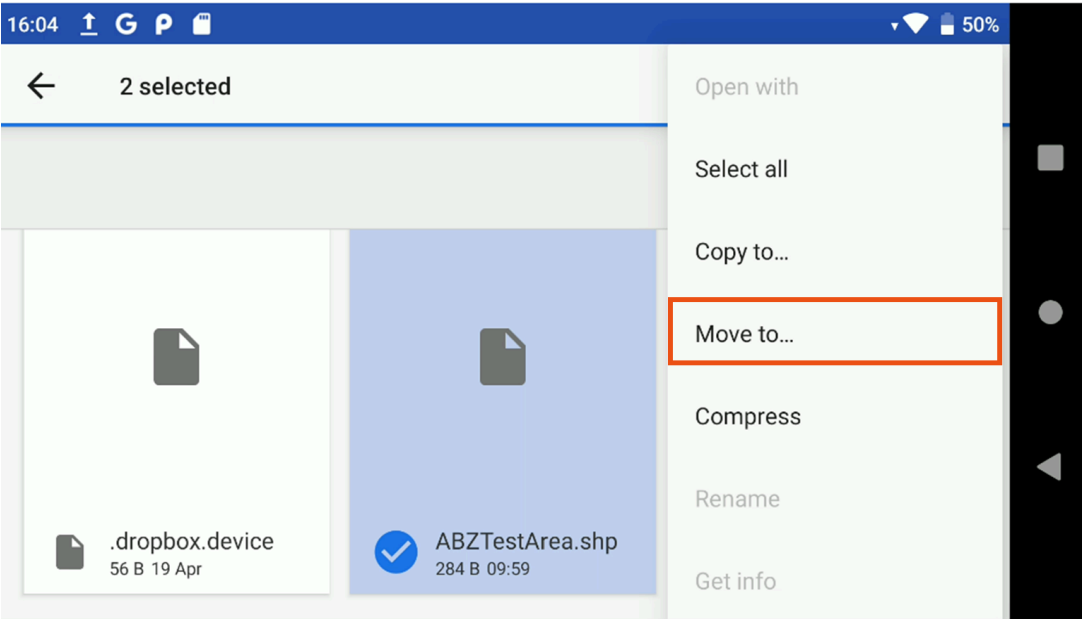 16:04 G P 50%
2 selected
Open with
Select all
Copy to…
Move to…
Compress
Rename
Get info
.dropbox.device
56 B 19 Apr
ABZTestArea.shp
284 B 09:59